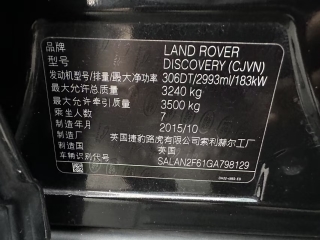 品牌 LAND ROVER
型号 DISCOVERY (CJVN)
发动机型号/排量/最大净功率 306DT/2993ml/183kW
最大允许总质量 3240 kg
最大允许牵引质量 3500 kg
乘坐人数 7
制造年月 2015/10
制造厂 英国捷豹路虎有限公司索利赫尔工厂
制造国 英国
车辆识别代号 SALAN2F61GA798129